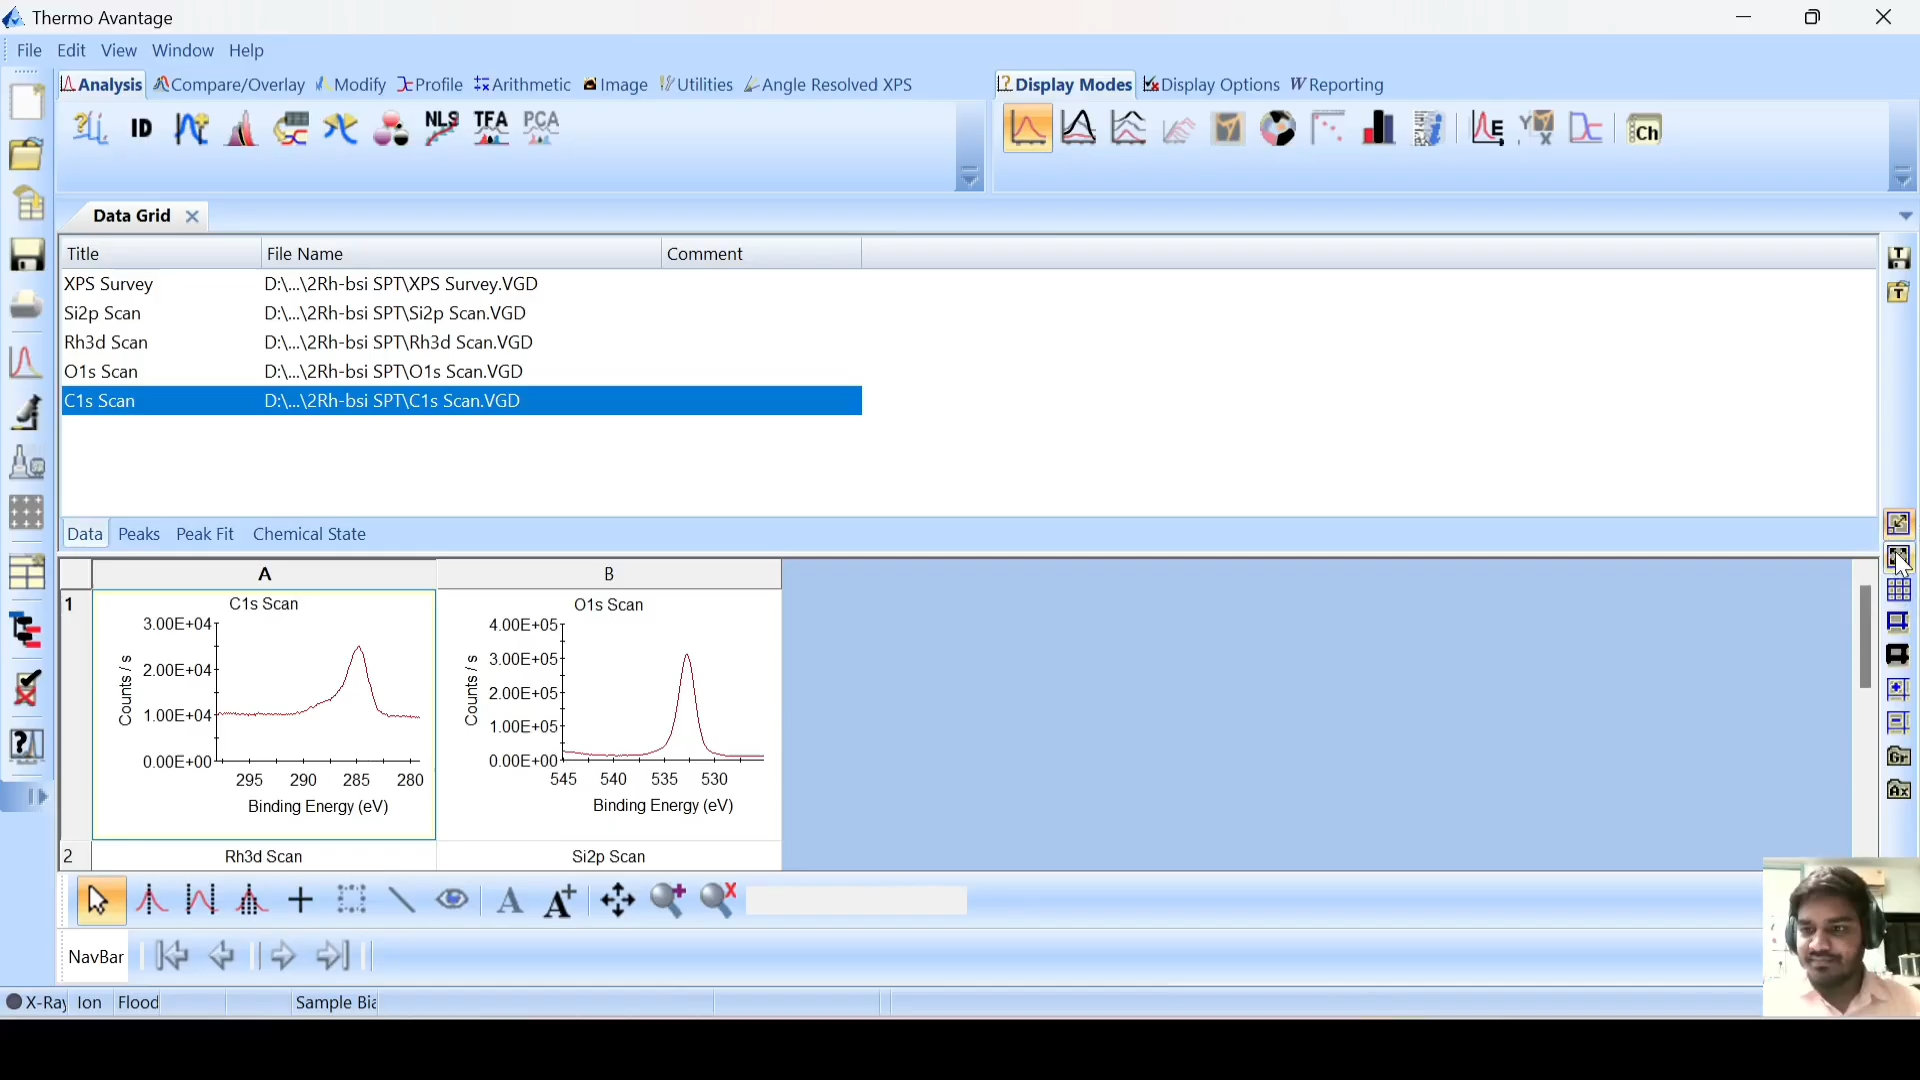 Thermo Avantage
File Edit View Window Help
Analysis Compare/Overlay Modify Profile Arithmetic Image Utilities Angle Resolved XPS Display Modes Display Options Reporting
ID NLS TFA PCA E Y X Ch
Data Grid
Title File Name Comment
XPS Survey D:\...\2Rh-bsi SPT\XPS Survey.VGD
Si2p Scan D:\...\2Rh-bsi SPT\Si2p Scan.VGD
Rh3d Scan D:\...\2Rh-bsi SPT\Rh3d Scan.VGD
O1s Scan D:\...\2Rh-bsi SPT\O1s Scan.VGD
C1s Scan D:\...\2Rh-bsi SPT\C1s Scan.VGD
Data Peaks Peak Fit Chemical State
A B
1
C1s Scan
3.00E+04
2.00E+04
1.00E+04
0.00E+00
Counts / s
295 290 285 280
Binding Energy (eV)
O1s Scan
4.00E+05
3.00E+05
2.00E+05
1.00E+05
0.00E+00
Counts / s
545 540 535 530
Binding Energy (eV)
Gr
Ax
2 Rh3d Scan Si2p Scan
A A+
NavBar
X-Ray Ion Flood Sample Bia